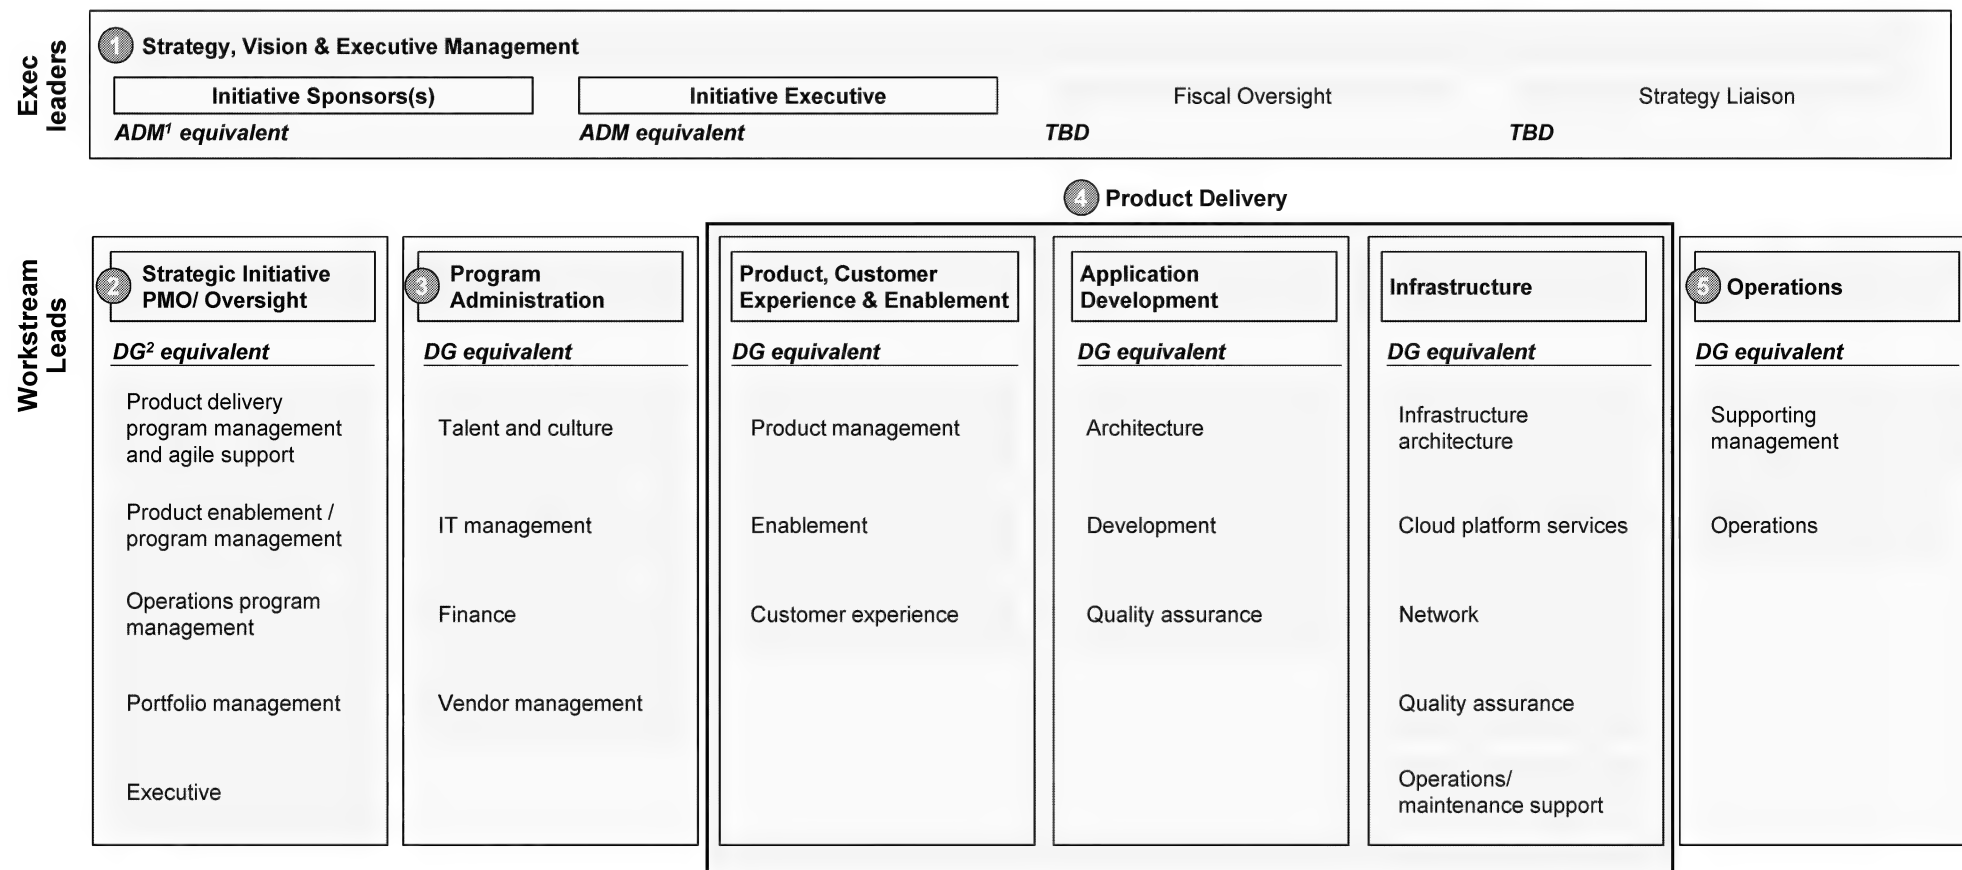 Exec
leaders
1 Strategy, Vision & Executive Management
Initiative Sponsors(s)
ADM¹ equivalent
Initiative Executive
ADM equivalent
Fiscal Oversight
TBD
Strategy Liaison
TBD
Workstream
Leads
4 Product Delivery
2 Strategic Initiative
PMO/ Oversight
DG² equivalent
Product delivery
program management
and agile support
Product enablement /
program management
Operations program
management
Portfolio management
Executive
3 Program
Administration
DG equivalent
Talent and culture
IT management
Finance
Vendor management
Product, Customer
Experience & Enablement
DG equivalent
Product management
Enablement
Customer experience
Application
Development
DG equivalent
Architecture
Development
Quality assurance
Infrastructure
DG equivalent
Infrastructure
architecture
Cloud platform services
Network
Quality assurance
Operations/
maintenance support
5 Operations
DG equivalent
Supporting
management
Operations